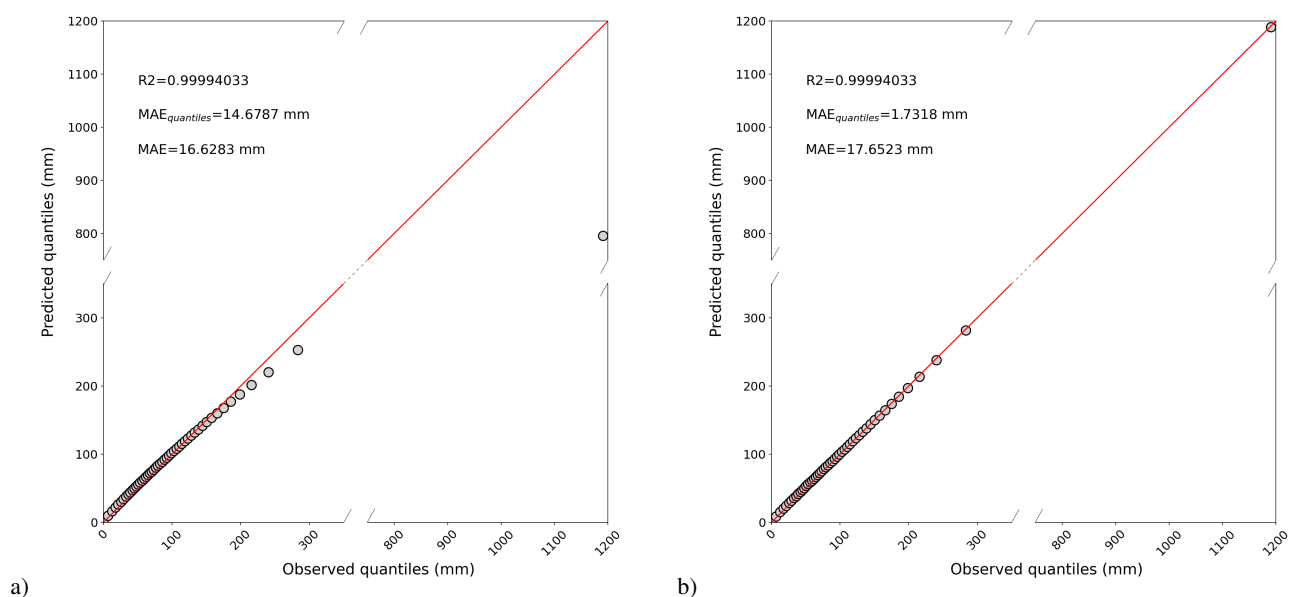 1200
1100
1000
900
800
300
200
100
0
Predicted quantiles (mm)
R2=0.99994033
MAEquantiles=14.6787 mm
MAE=16.6283 mm
0 100 200 300 800 900 1000 1100 1200
Observed quantiles (mm)
a)
1200
1100
1000
900
800
300
200
100
0
Predicted quantiles (mm)
R2=0.99994033
MAEquantiles=1.7318 mm
MAE=17.6523 mm
0 100 200 300 800 900 1000 1100 1200
Observed quantiles (mm)
b)